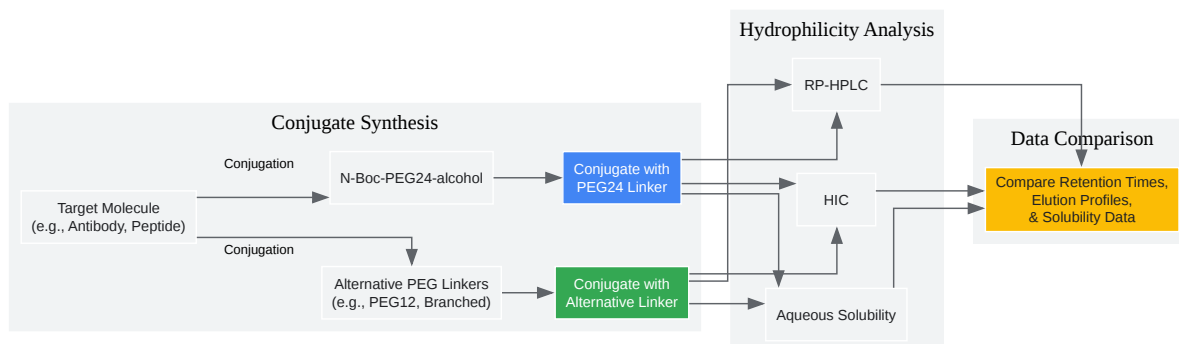 Hydrophilicity Analysis
RP-HPLC
Conjugate Synthesis
Data Comparison
Conjugation
N-Boc-PEG24-alcohol
Conjugate with
PEG24 Linker
Compare Retention Times,
Elution Profiles,
& Solubility Data
Target Molecule
(e.g., Antibody, Peptide)
HIC
Conjugation
Alternative PEG Linkers
(e.g., PEG12, Branched)
Conjugate with
Alternative Linker
Aqueous Solubility